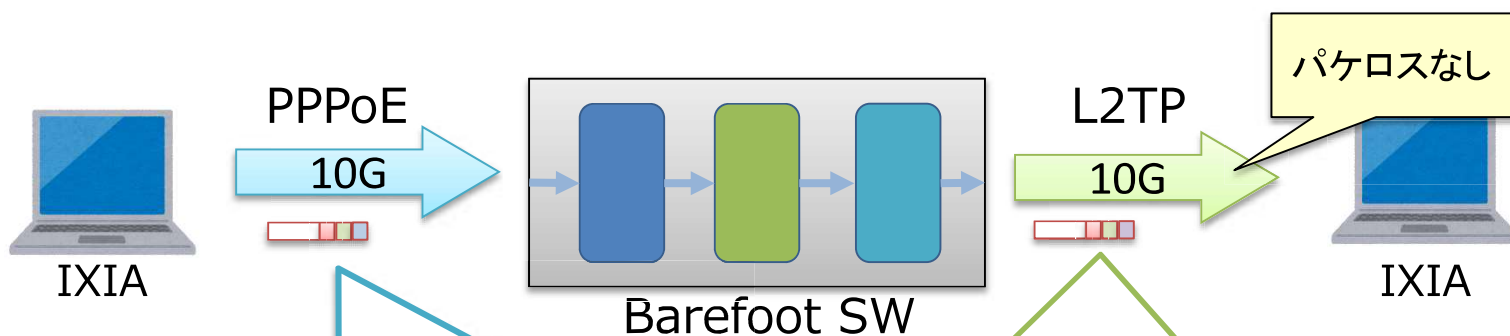 パケロスなし
PPPoE
L2TP
10G
10G
IXIA
IXIA
Barefoot SW